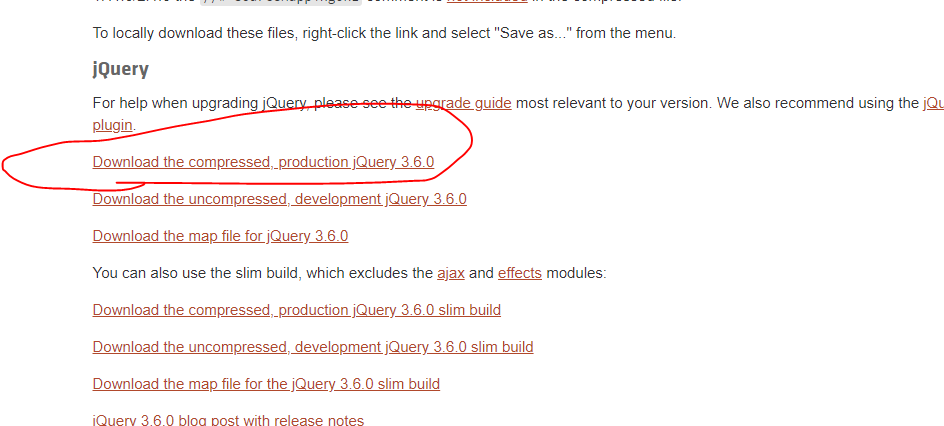 To locally download these files, right-click the link and select "Save as..." from the menu.
jQuery
For help when upgrading jQuery, please see the upgrade guide most relevant to your version. We also recommend using the jQu
plugin.
Download the compressed, production jQuery 3.6.0
Download the uncompressed, development jQuery 3.6.0
Download the map file for jQuery 3.6.0
You can also use the slim build, which excludes the ajax and effects modules:
Download the compressed, production jQuery 3.6.0 slim build
Download the uncompressed, development jQuery 3.6.0 slim build
Download the map file for the jQuery 3.6.0 slim build
jQuery 3.6.0 blog post with release notes